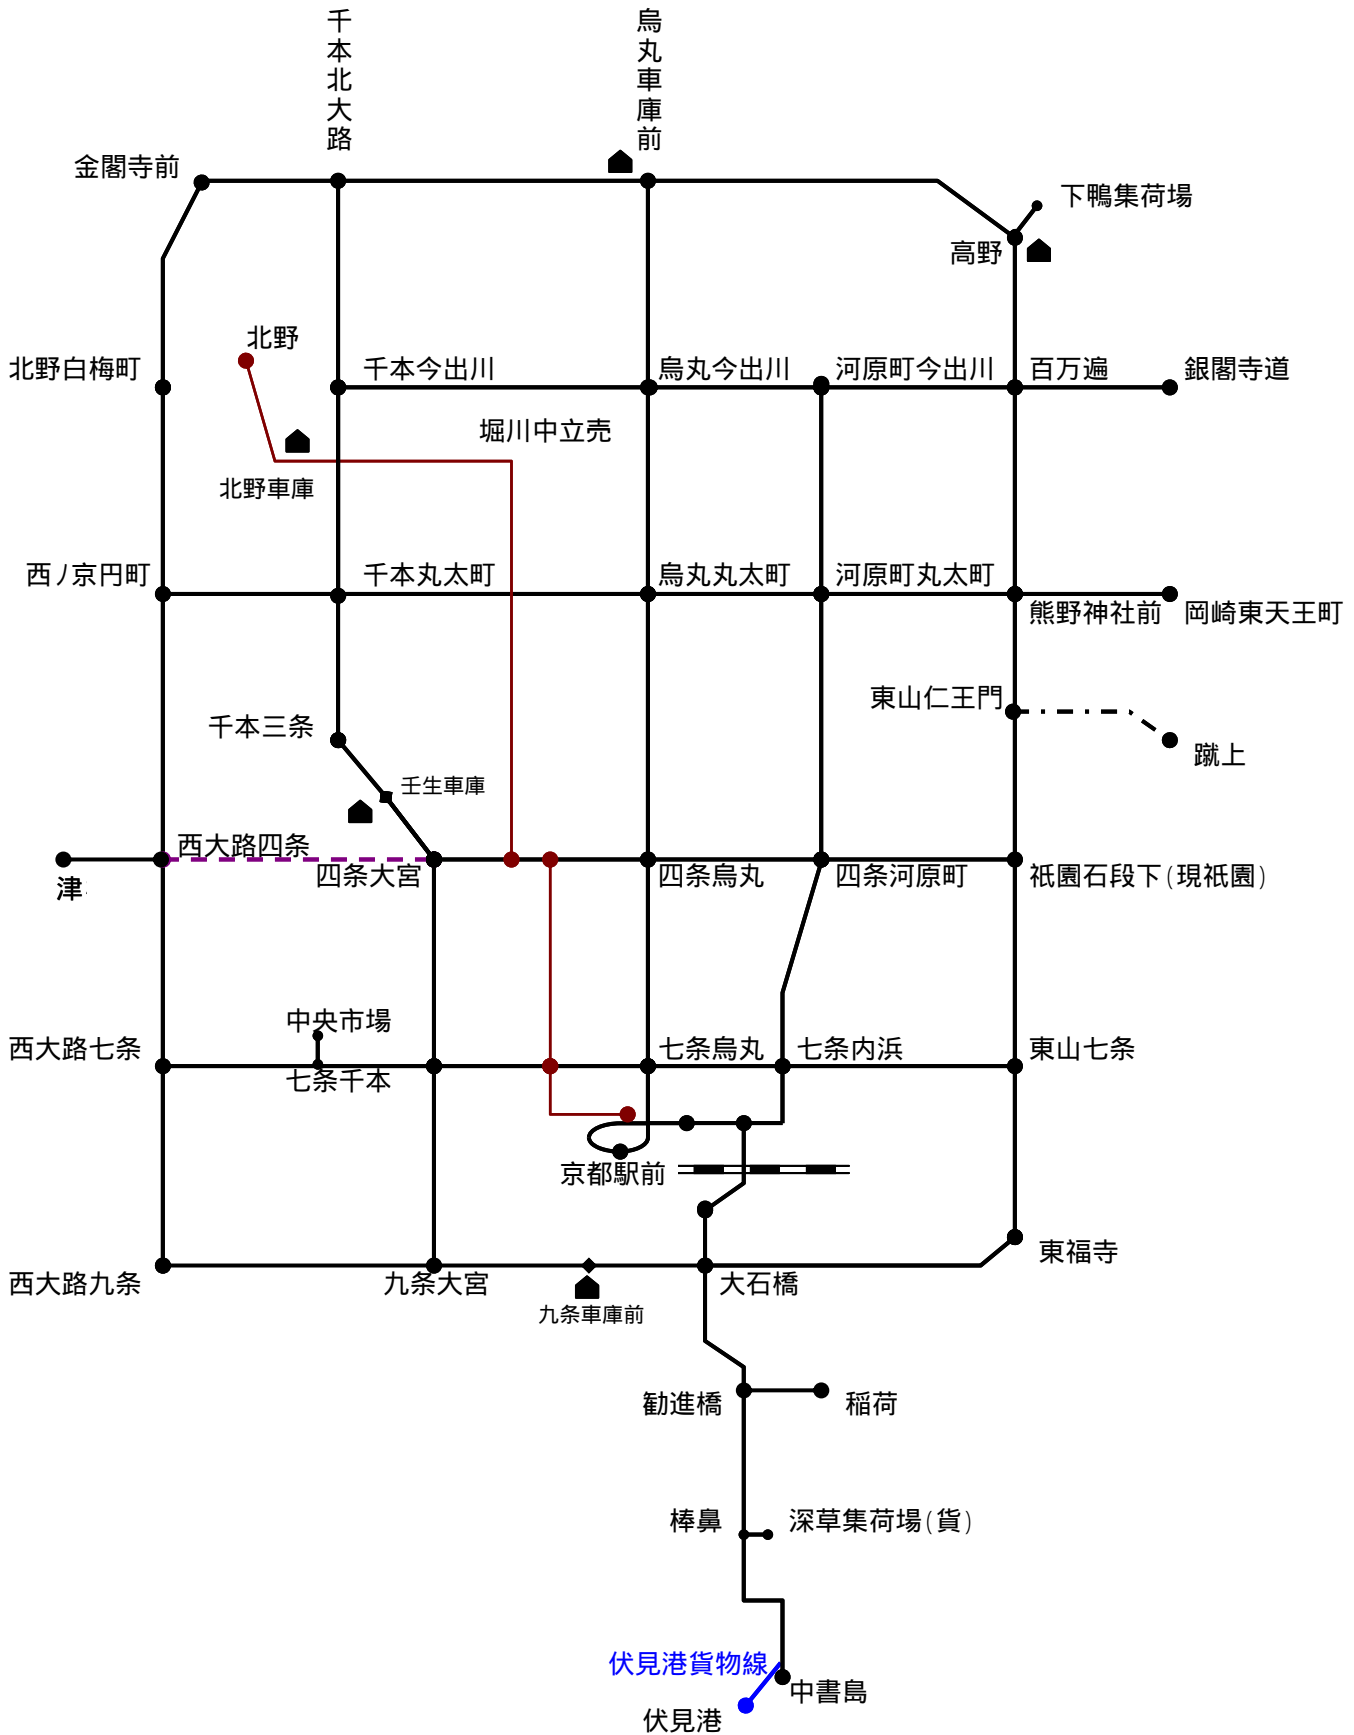 千本北大路
烏丸車庫前
金閣寺前
下鴨集荷場
高野
北野
北野白梅町
千本今出川
烏丸今出川
河原町今出川
百万遍
銀閣寺道
堀川中立売
北野車庫
西ノ京円町
千本丸太町
烏丸丸太町
河原町丸太町
熊野神社前
岡崎東天王町
東山仁王門
千本三条
蹴上
壬生車庫
西大路四条
四条大宮
四条烏丸
四条河原町
祇園石段下(現祇園)
津
中央市場
西大路七条
七条烏丸
七条内浜
東山七条
七条千本
京都駅前
東福寺
西大路九条
九条大宮
大石橋
九条車庫前
勧進橋
稲荷
棒鼻
深草集荷場(貨)
伏見港貨物線
中書島
伏見港